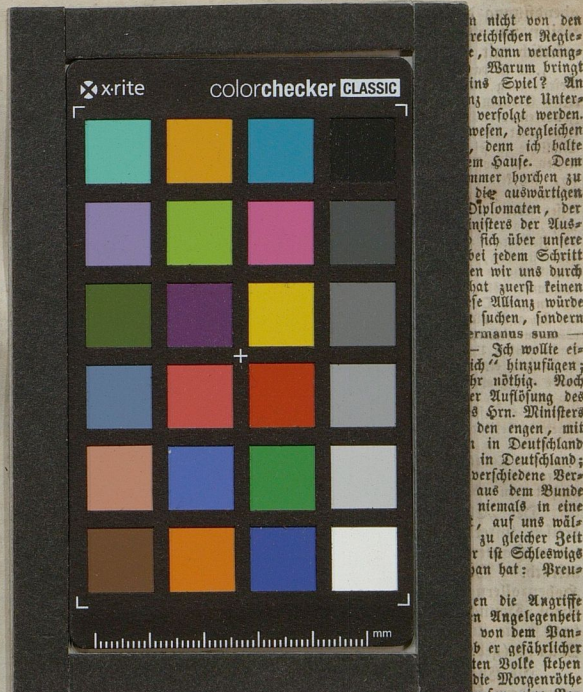 x-rite colorchecker CLASSIC
n nicht von den
reichiſchen Regie=
e, dann verlang=
Warum bringt
ins Spiel? An
nz andere Unter=
verfolgt werden.
weſen, dergleichen
, denn ich halte
em Hauſe. Dem
mmer horchen zu
die auswärtigen
Diplomaten, der
niſters der Aus=
ſich über unſere
bei jedem Schritt
en wir uns durch
hat zuerſt keinen
ſe Allianz würde
ſuchen, ſondern
ermanus sum —
— Ich wollte ei=
ich“ hinzufügen;
hr nöthig. Noch
er Auflöſung des
s Hrn. Miniſters
den engen, mit
n in Deutſchland
in Deutſchland;
verſchiedene Ver=
aus dem Bunde
niemals in eine
t, auf uns wäl=
zu gleicher Zeit
r iſt Schleswigs
han hat: Preu=
en die Angriffe
n Angelegenheit
von dem Pan=
b er gefährlicher
ten Volke ſtehen
die Morgenröthe
mm